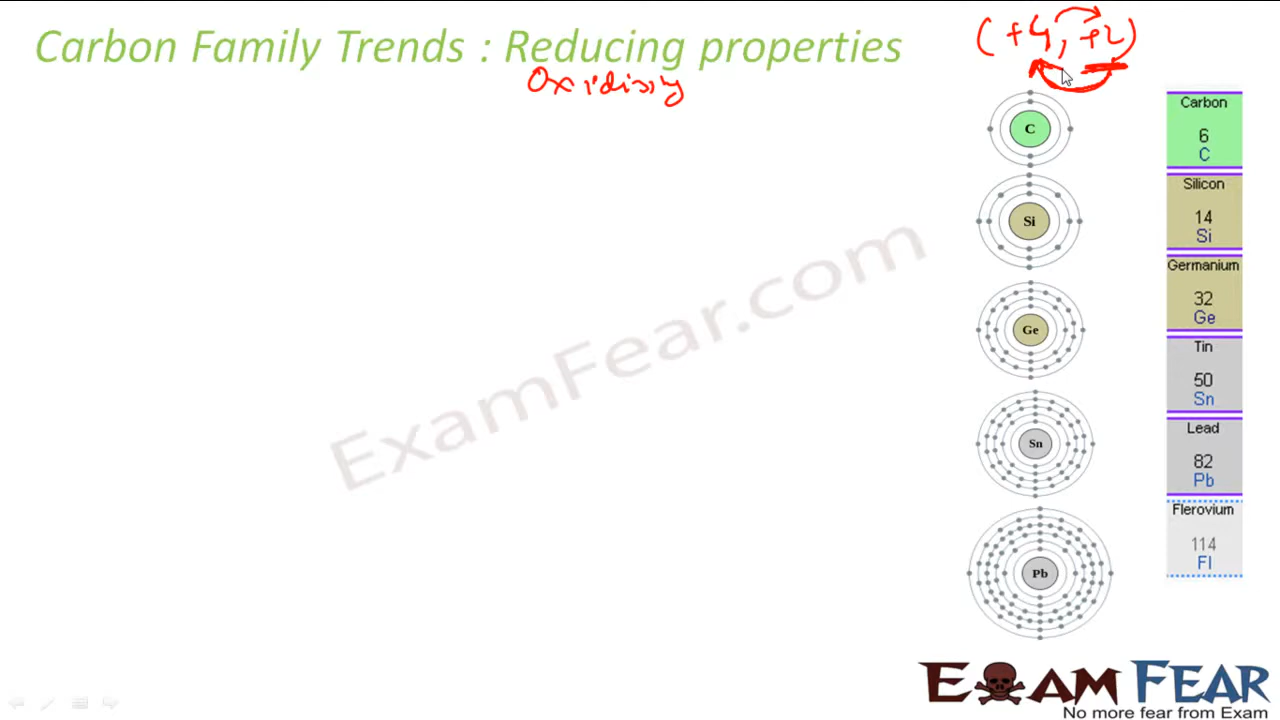 Carbon Family Trends : Reducing properties
Oxidising
(+4, +2)
C
Si
Ge
Sn
Pb
Carbon
6
C
Silicon
14
Si
Germanium
32
Ge
Tin
50
Sn
Lead
82
Pb
Flerovium
114
Fl
ExamFear.com
EXAM FEAR
No more fear from Exam